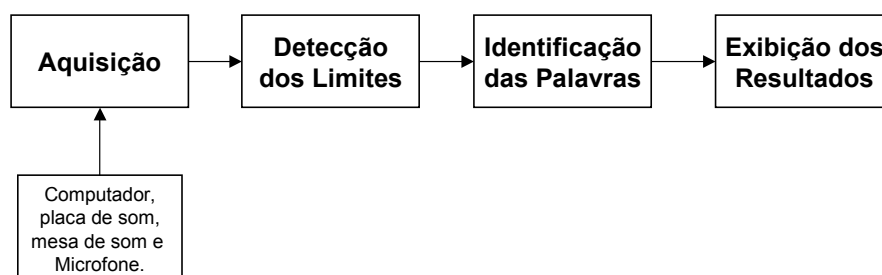 Aquisição
Detecção
dos Limites
Identificação
das Palavras
Exibição dos
Resultados
Computador,
placa de som,
mesa de som e
Microfone.